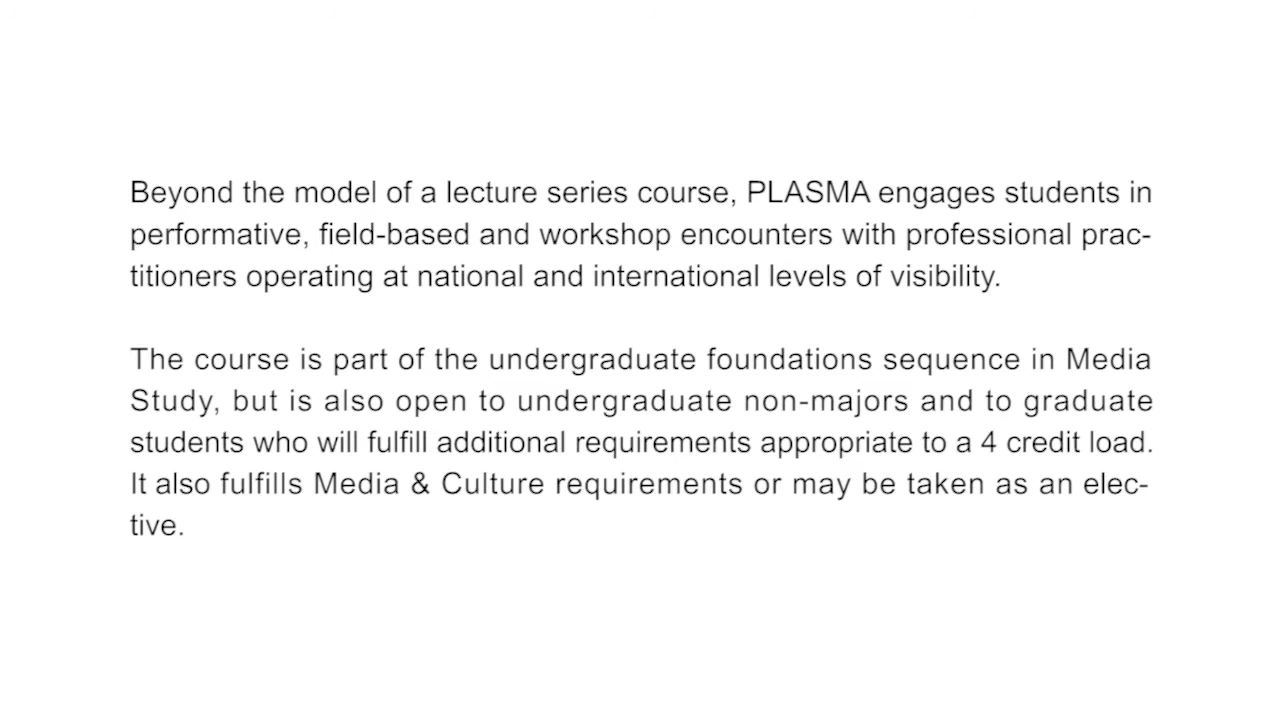 Beyond the model of a lecture series course, PLASMA engages students in
performative, field-based and workshop encounters with professional prac-
titioners operating at national and international levels of visibility.
The course is part of the undergraduate foundations sequence in Media
Study, but is also open to undergraduate non-majors and to graduate
students who will fulfill additional requirements appropriate to a 4 credit load.
It also fulfills Media & Culture requirements or may be taken as an elec-
tive.